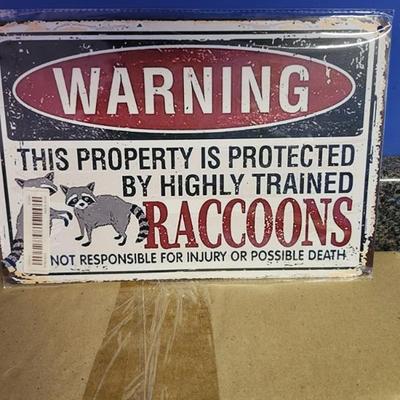 WARNING
THIS PROPERTY IS PROTECTED
BY HIGHLY TRAINED
RACCOONS
NOT RESPONSIBLE FOR INJURY OR POSSIBLE DEATH